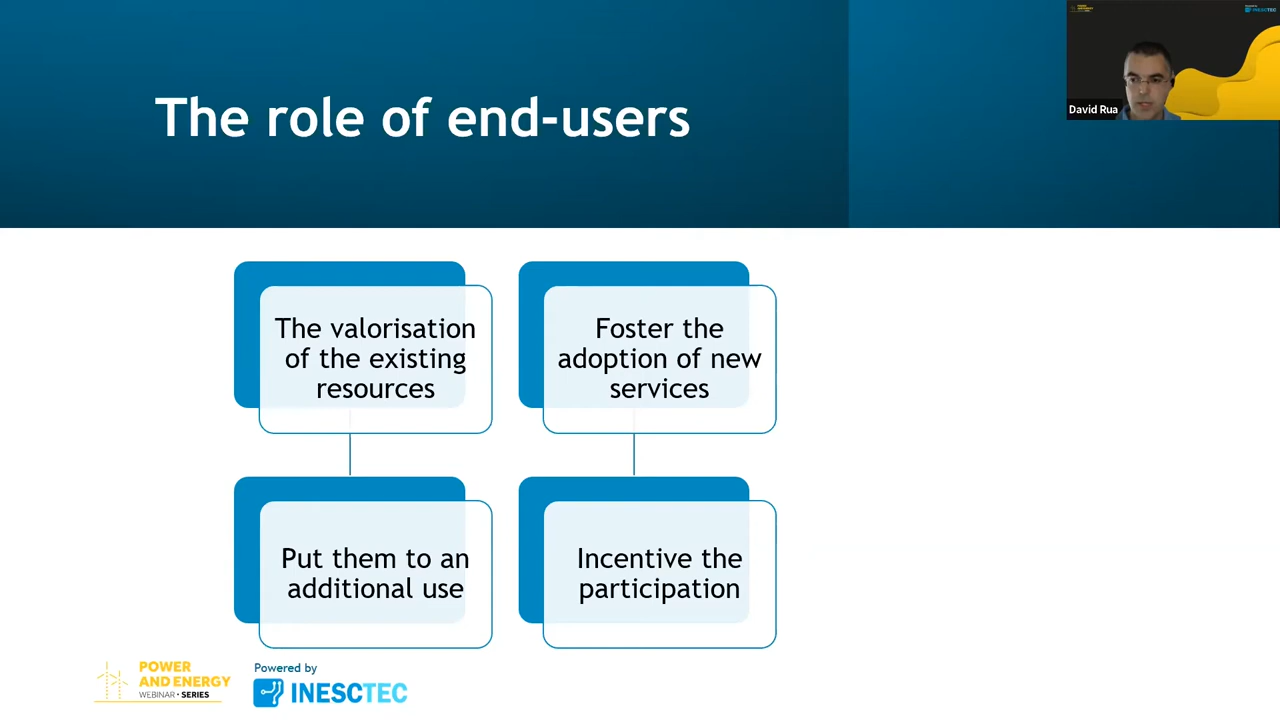 The role of end-users
David Rua
INESCTEC
The valorisation
of the existing
resources
Foster the
adoption of new
services
Put them to an
additional use
Incentive the
participation
POWER
AND ENERGY
WEBINAR • SERIES
Powered by
INESCTEC